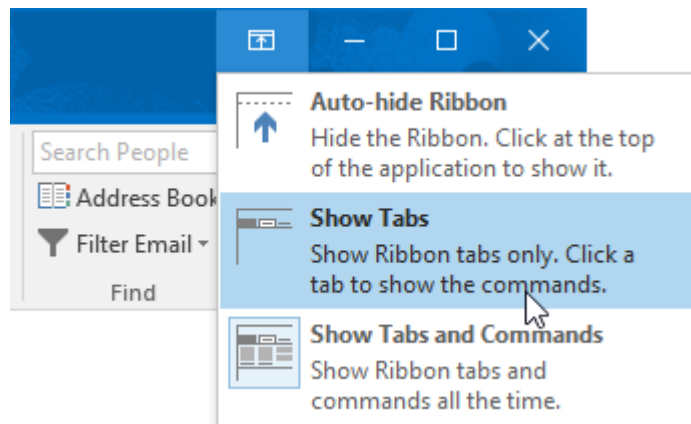 Auto-hide Ribbon
Hide the Ribbon. Click at the top
of the application to show it.
Search People
Address Book
Filter Email
Find
Show Tabs
Show Ribbon tabs only. Click a
tab to show the commands.
Show Tabs and Commands
Show Ribbon tabs and
commands all the time.